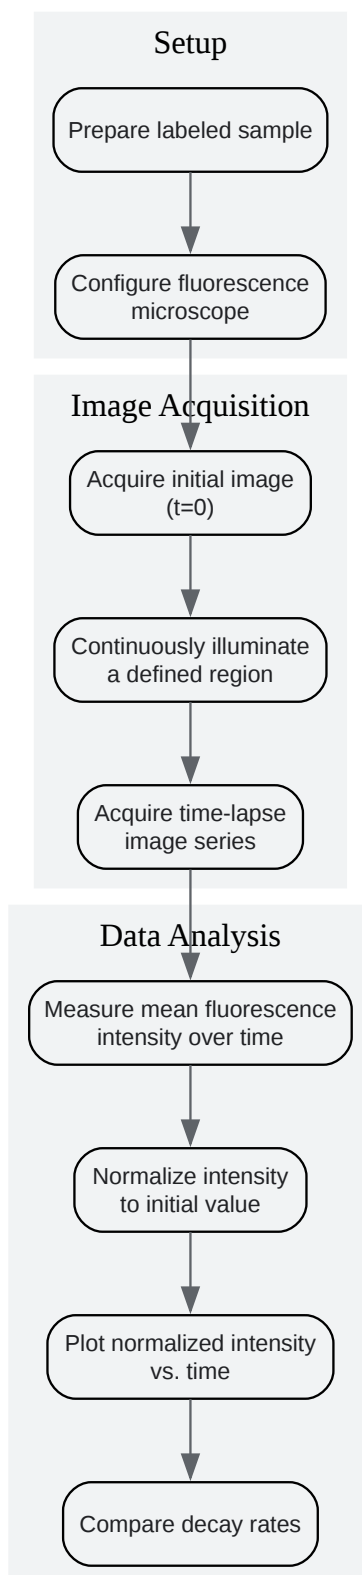 Setup
Prepare labeled sample
Configure fluorescence
microscope
Image Acquisition
Acquire initial image
(t=0)
Continuously illuminate
a defined region
Acquire time-lapse
image series
Data Analysis
Measure mean fluorescence
intensity over time
Normalize intensity
to initial value
Plot normalized intensity
vs. time
Compare decay rates